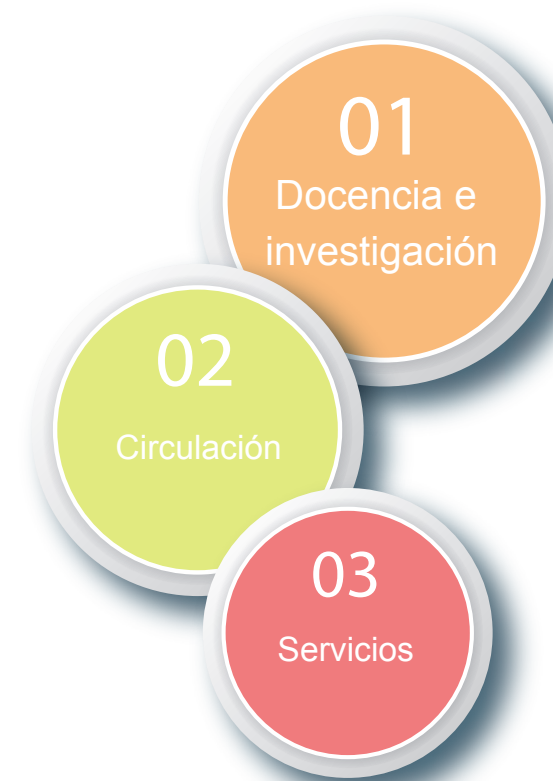 01
Docencia e
investigación
02
Circulación
03
Servicios